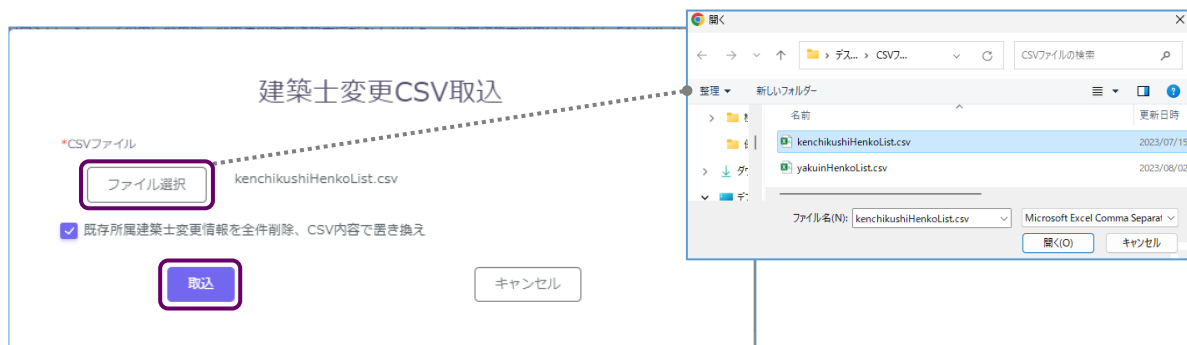 建築士変更CSV取込
*CSVファイル
ファイル選択
kenchikushiHenkoList.csv
既存所属建築士変更情報を全件削除、CSV内容で置き換え
取込
キャンセル
開く
デス... › CSVフ...
CSVファイルの検索
整理
新しいフォルダー
名前
更新日時
kenchikushiHenkoList.csv
2023/07/15
yakuinHenkoList.csv
2023/08/02
ファイル名(N):
kenchikushiHenkoList.csv
Microsoft Excel Comma Separat
開く(O)
キャンセル